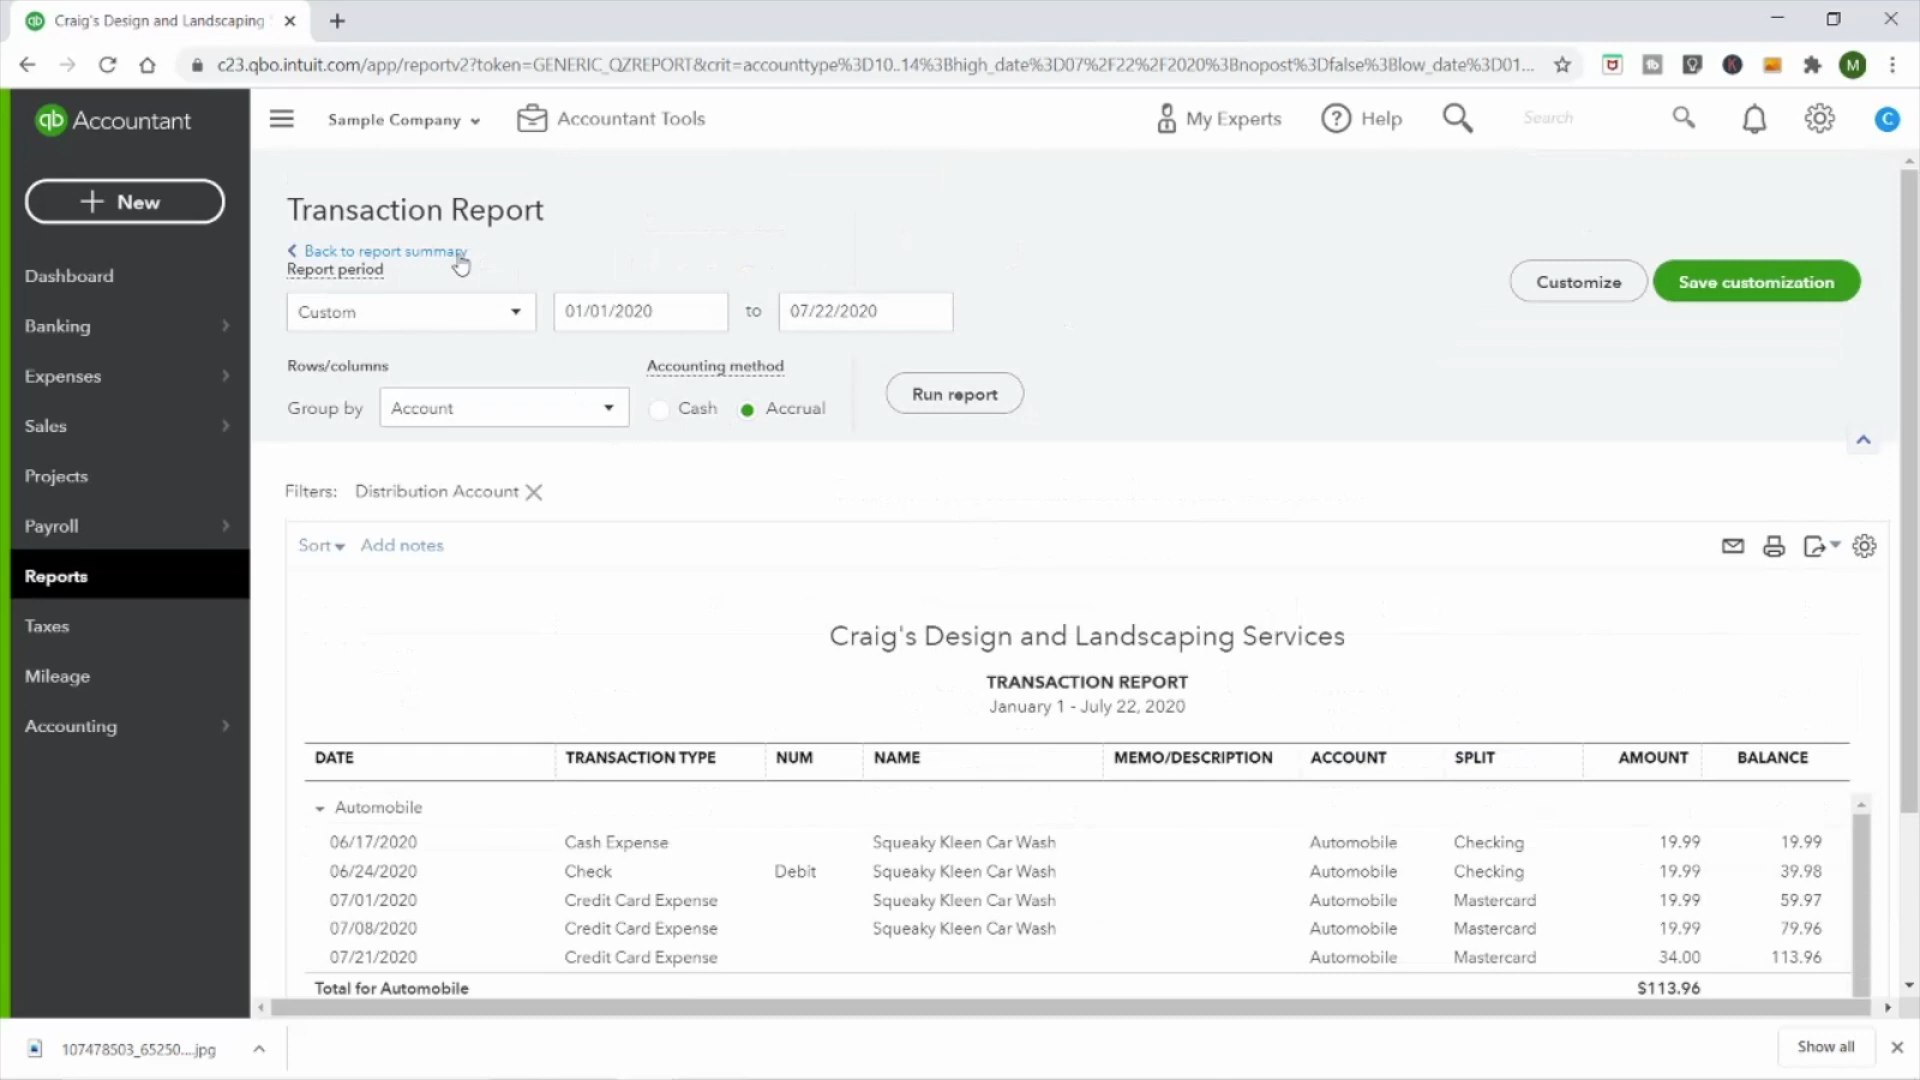 Craig's Design and Landscaping
c23.qbo.intuit.com/app/reportv2?token=GENERIC_QZREPORT&crit=accounttype%3D10..14%3Bhigh_date%3D07%2F22%2F2020%3Bnopost%3Dfalse%3Blow_date%3D01...
M
qb Accountant
Sample Company
Accountant Tools
My Experts
? Help
Search
C
+ New
Dashboard
Banking
Expenses
Sales
Projects
Payroll
Reports
Taxes
Mileage
Accounting
Transaction Report
Back to report summary
Report period
Custom 01/01/2020 to 07/22/2020
Customize
Save customization
Rows/columns
Accounting method
Group by Account
Cash Accrual
Run report
Filters: Distribution Account
Sort Add notes
Craig's Design and Landscaping Services
TRANSACTION REPORT
January 1 - July 22, 2020
DATE TRANSACTION TYPE NUM NAME MEMO/DESCRIPTION ACCOUNT SPLIT AMOUNT BALANCE
Automobile
06/17/2020 Cash Expense Squeaky Kleen Car Wash Automobile Checking 19.99 19.99
06/24/2020 Check Debit Squeaky Kleen Car Wash Automobile Checking 19.99 39.98
07/01/2020 Credit Card Expense Squeaky Kleen Car Wash Automobile Mastercard 19.99 59.97
07/08/2020 Credit Card Expense Squeaky Kleen Car Wash Automobile Mastercard 19.99 79.96
07/21/2020 Credit Card Expense Automobile Mastercard 34.00 113.96
Total for Automobile $113.96
107478503_65250....jpg
Show all